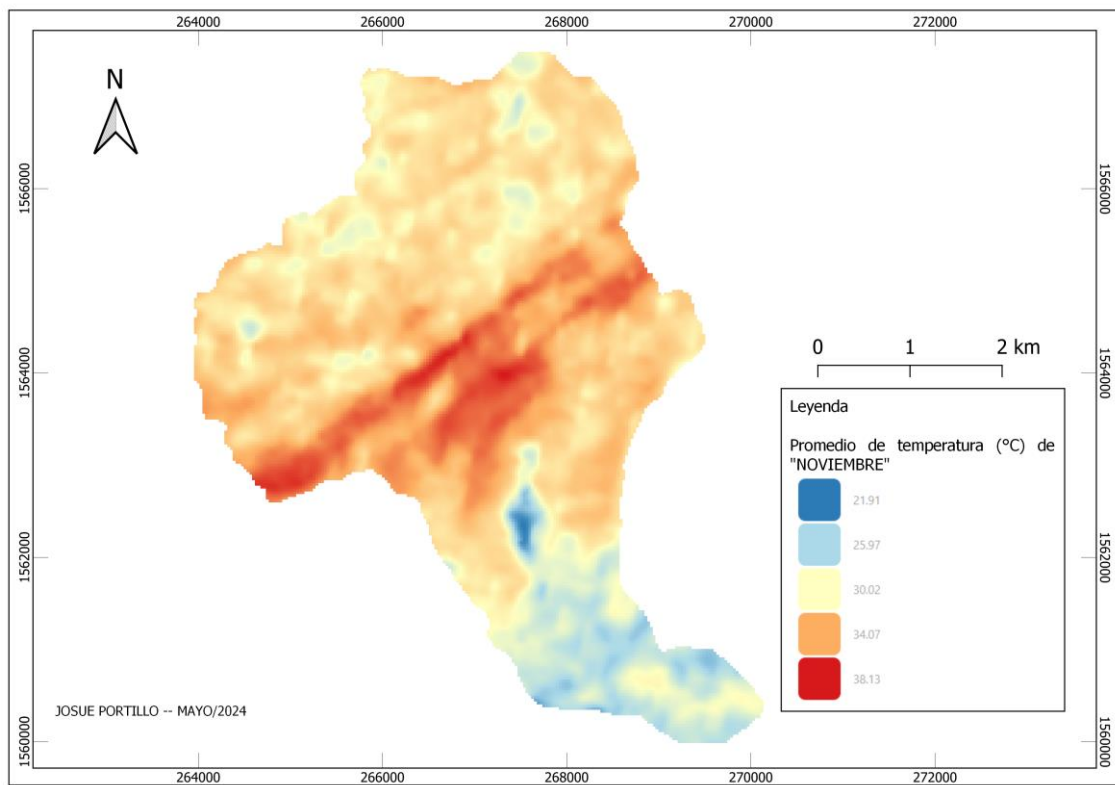 264000 266000 268000 270000 272000
N
1566000 1566000
0 1 2 km
1564000 1564000
Leyenda
Promedio de temperatura (°C) de
"NOVIEMBRE"
21.91
25.97
30.02
34.07
38.13
1562000 1562000
JOSUE PORTILLO -- MAYO/2024
1560000 1560000
264000 266000 268000 270000 272000